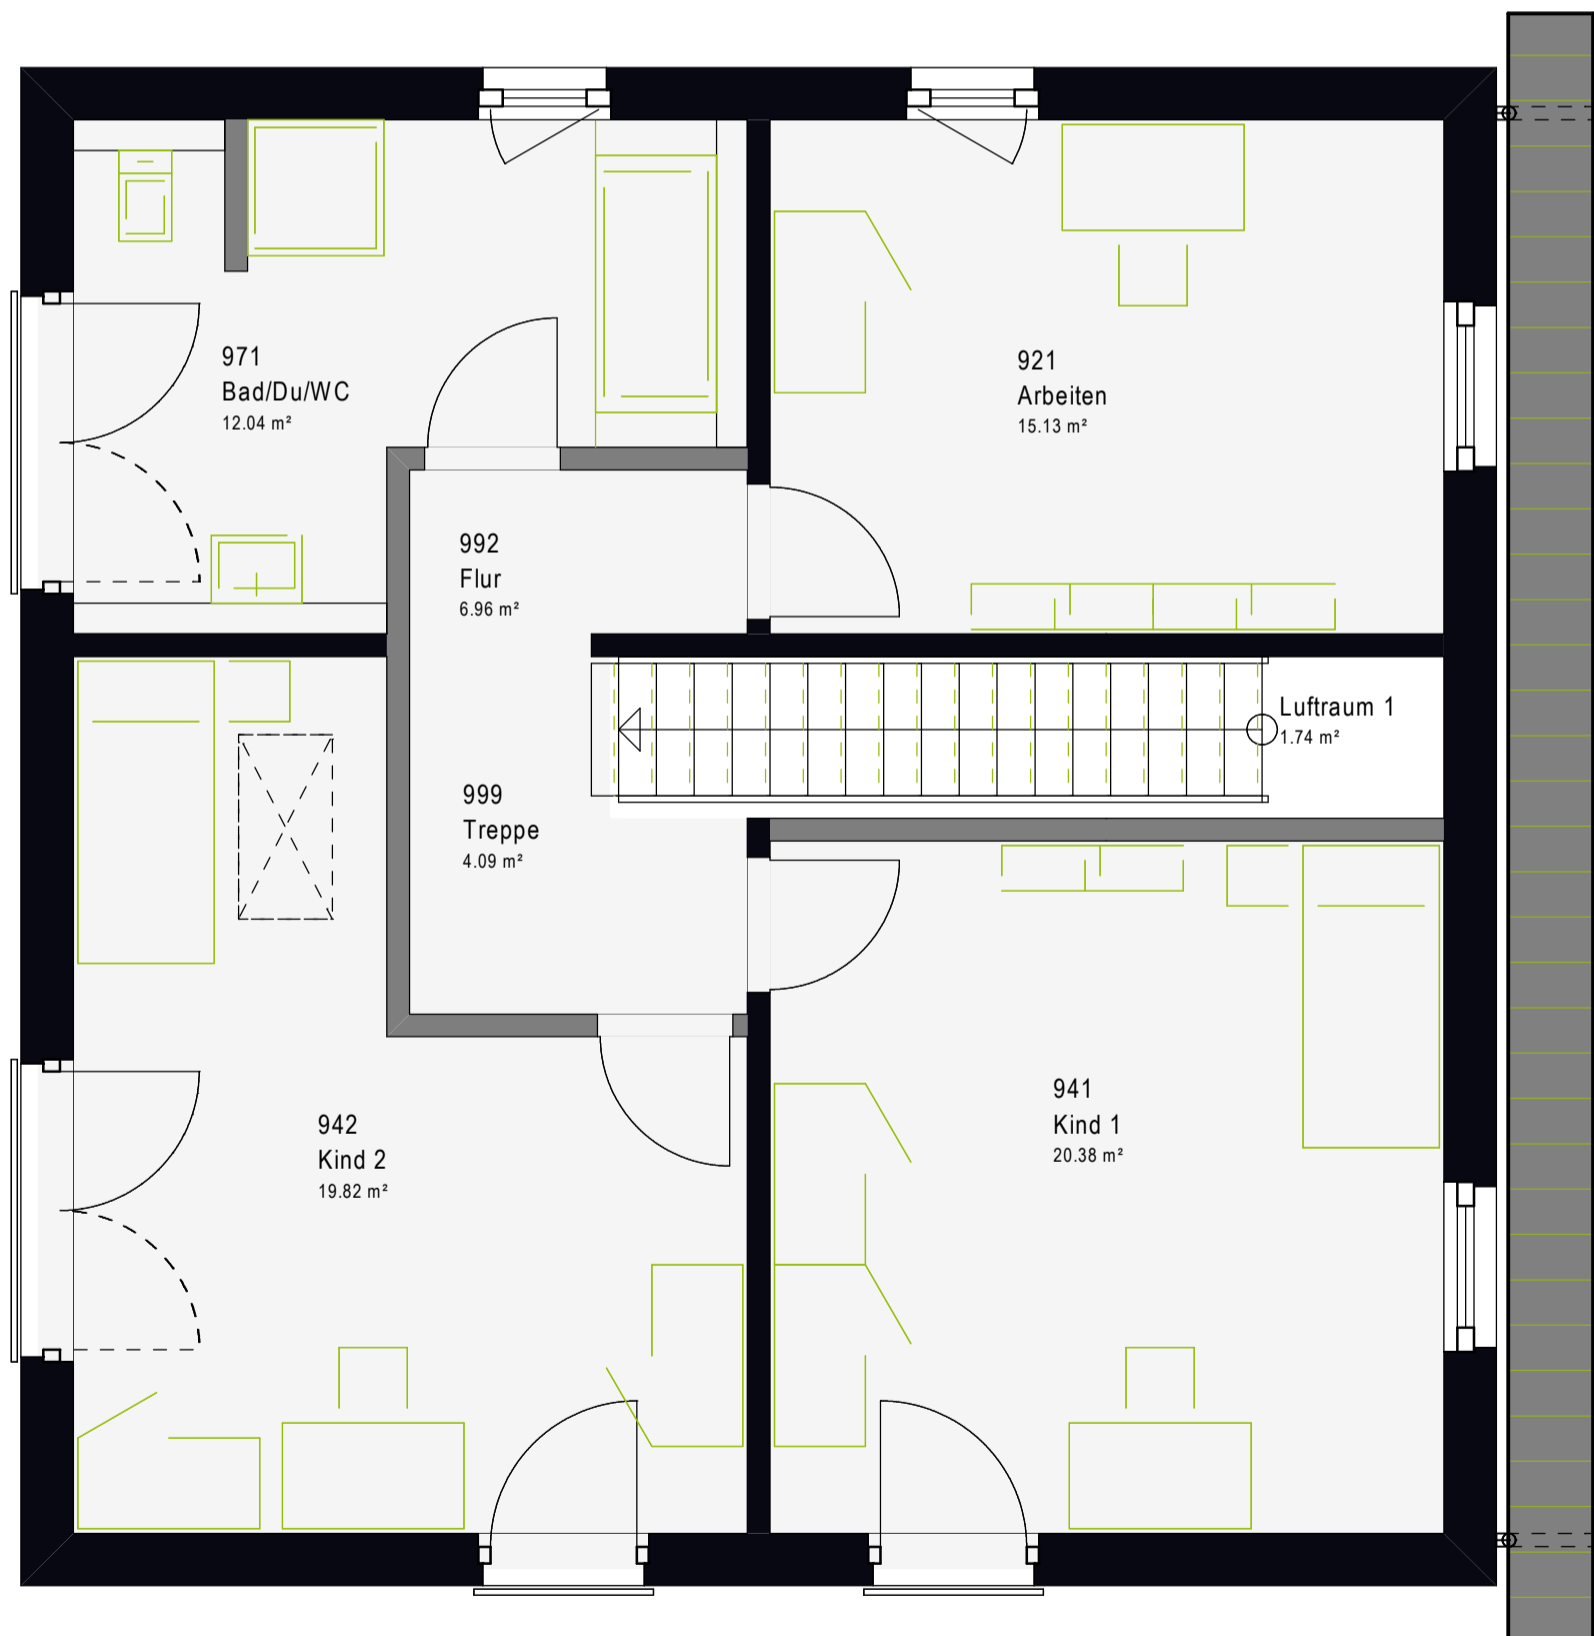 971
Bad/Du/WC
12.04 m²
921
Arbeiten
15.13 m²
992
Flur
6.96 m²
Luftraum 1
1.74 m²
999
Treppe
4.09 m²
942
Kind 2
19.82 m²
941
Kind 1
20.38 m²